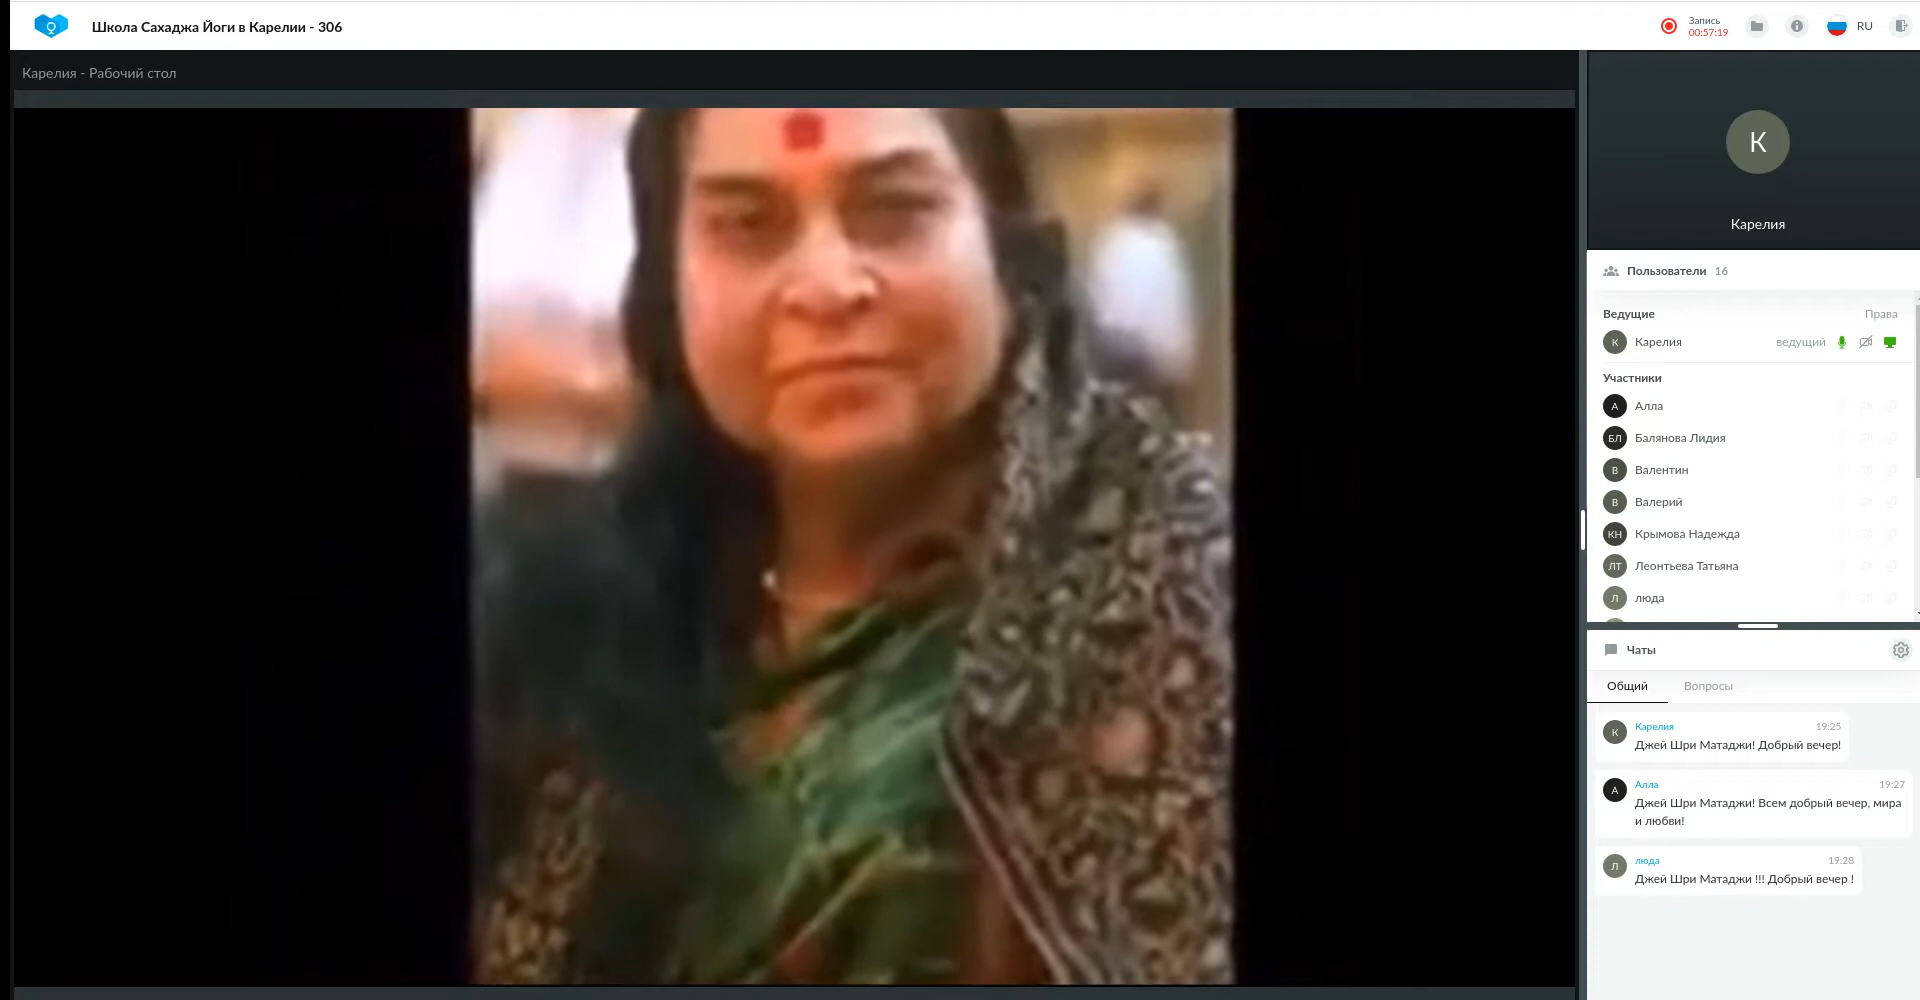 Школа Сахаджа Йоги в Карелии - 306
Запись
00:57:19
RU
Карелия - Рабочий стол
К
Карелия
Пользователи 16
Ведущие Права
К Карелия ведущий
Участники
А Алла
БЛ Балянова Лидия
В Валентин
В Валерий
КН Крымова Надежда
ЛТ Леонтьева Татьяна
Л люда
Чаты
Общий Вопросы
К Карелия 19:25
Джей Шри Матаджи! Добрый вечер!
А Алла 19:27
Джей Шри Матаджи! Всем добрый вечер, мира
и любви!
Л люда 19:28
Джей Шри Матаджи !!! Добрый вечер !